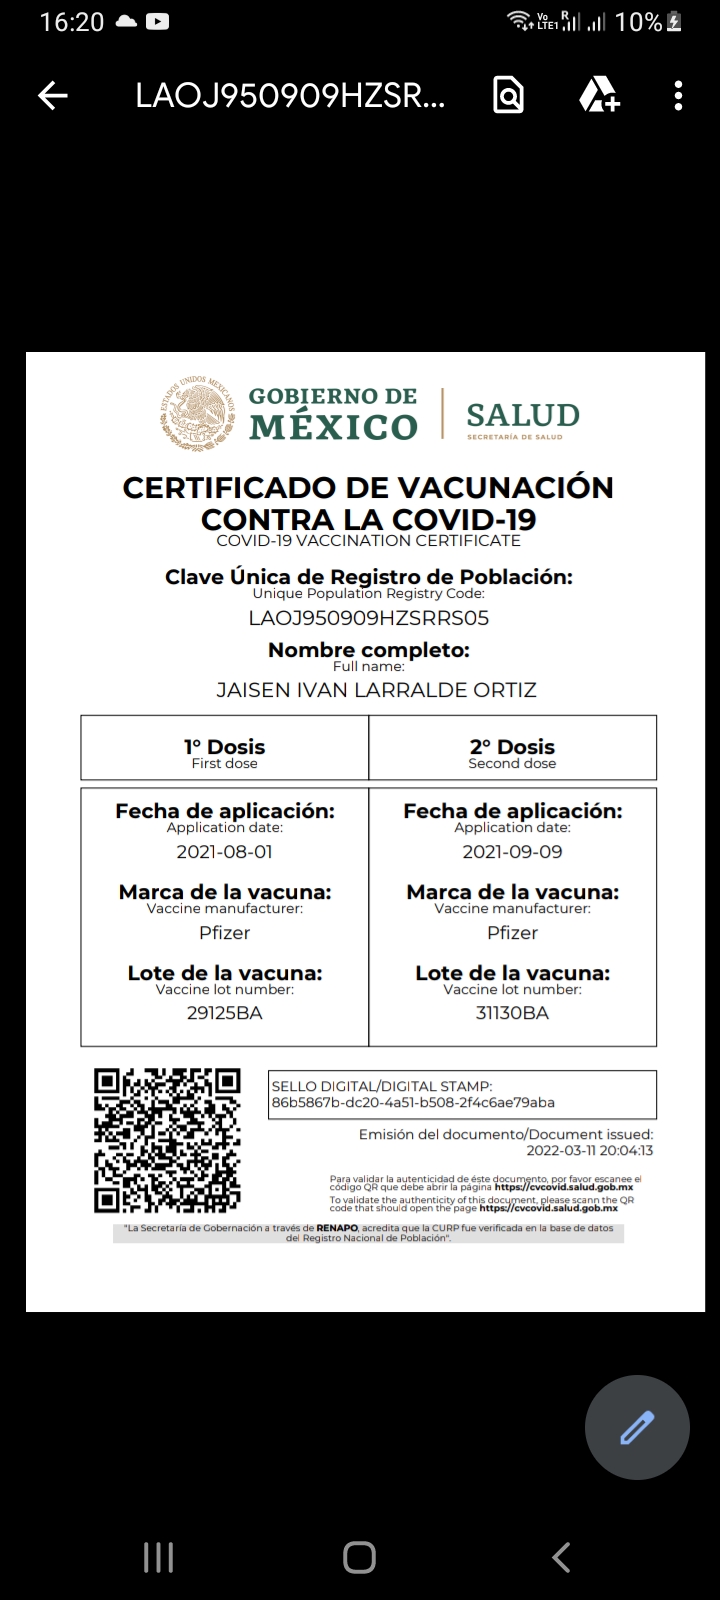 16:20
Vo
LTE1
R
10%
LAOJ950909HZSR...
ESTADOS UNIDOS MEXICANOS
GOBIERNO DE
MÉXICO
SALUD
SECRETARÍA DE SALUD
CERTIFICADO DE VACUNACIÓN
CONTRA LA COVID-19
COVID-19 VACCINATION CERTIFICATE
Clave Única de Registro de Población:
Unique Population Registry Code:
LAOJ950909HZSRRS05
Nombre completo:
Full name:
JAISEN IVAN LARRALDE ORTIZ
1° Dosis
First dose
2° Dosis
Second dose
Fecha de aplicación:
Application date:
2021-08-01
Marca de la vacuna:
Vaccine manufacturer:
Pfizer
Lote de la vacuna:
Vaccine lot number:
29125BA
Fecha de aplicación:
Application date:
2021-09-09
Marca de la vacuna:
Vaccine manufacturer:
Pfizer
Lote de la vacuna:
Vaccine lot number:
31130BA
SELLO DIGITAL/DIGITAL STAMP:
86b5867b-dc20-4a51-b508-2f4c6ae79aba
Emisión del documento/Document issued:
2022-03-11 20:04:13
Para validar la autenticidad de éste documento, por favor escanee el
código QR que debe abrir la página https://cvcovid.salud.gob.mx
To validate the authenticity of this document, please scann the QR
code that should open the page https://cvcovid.salud.gob.mx
"La Secretaría de Gobernación a través de RENAPO, acredita que la CURP fue verificada en la base de datos
del Registro Nacional de Población".